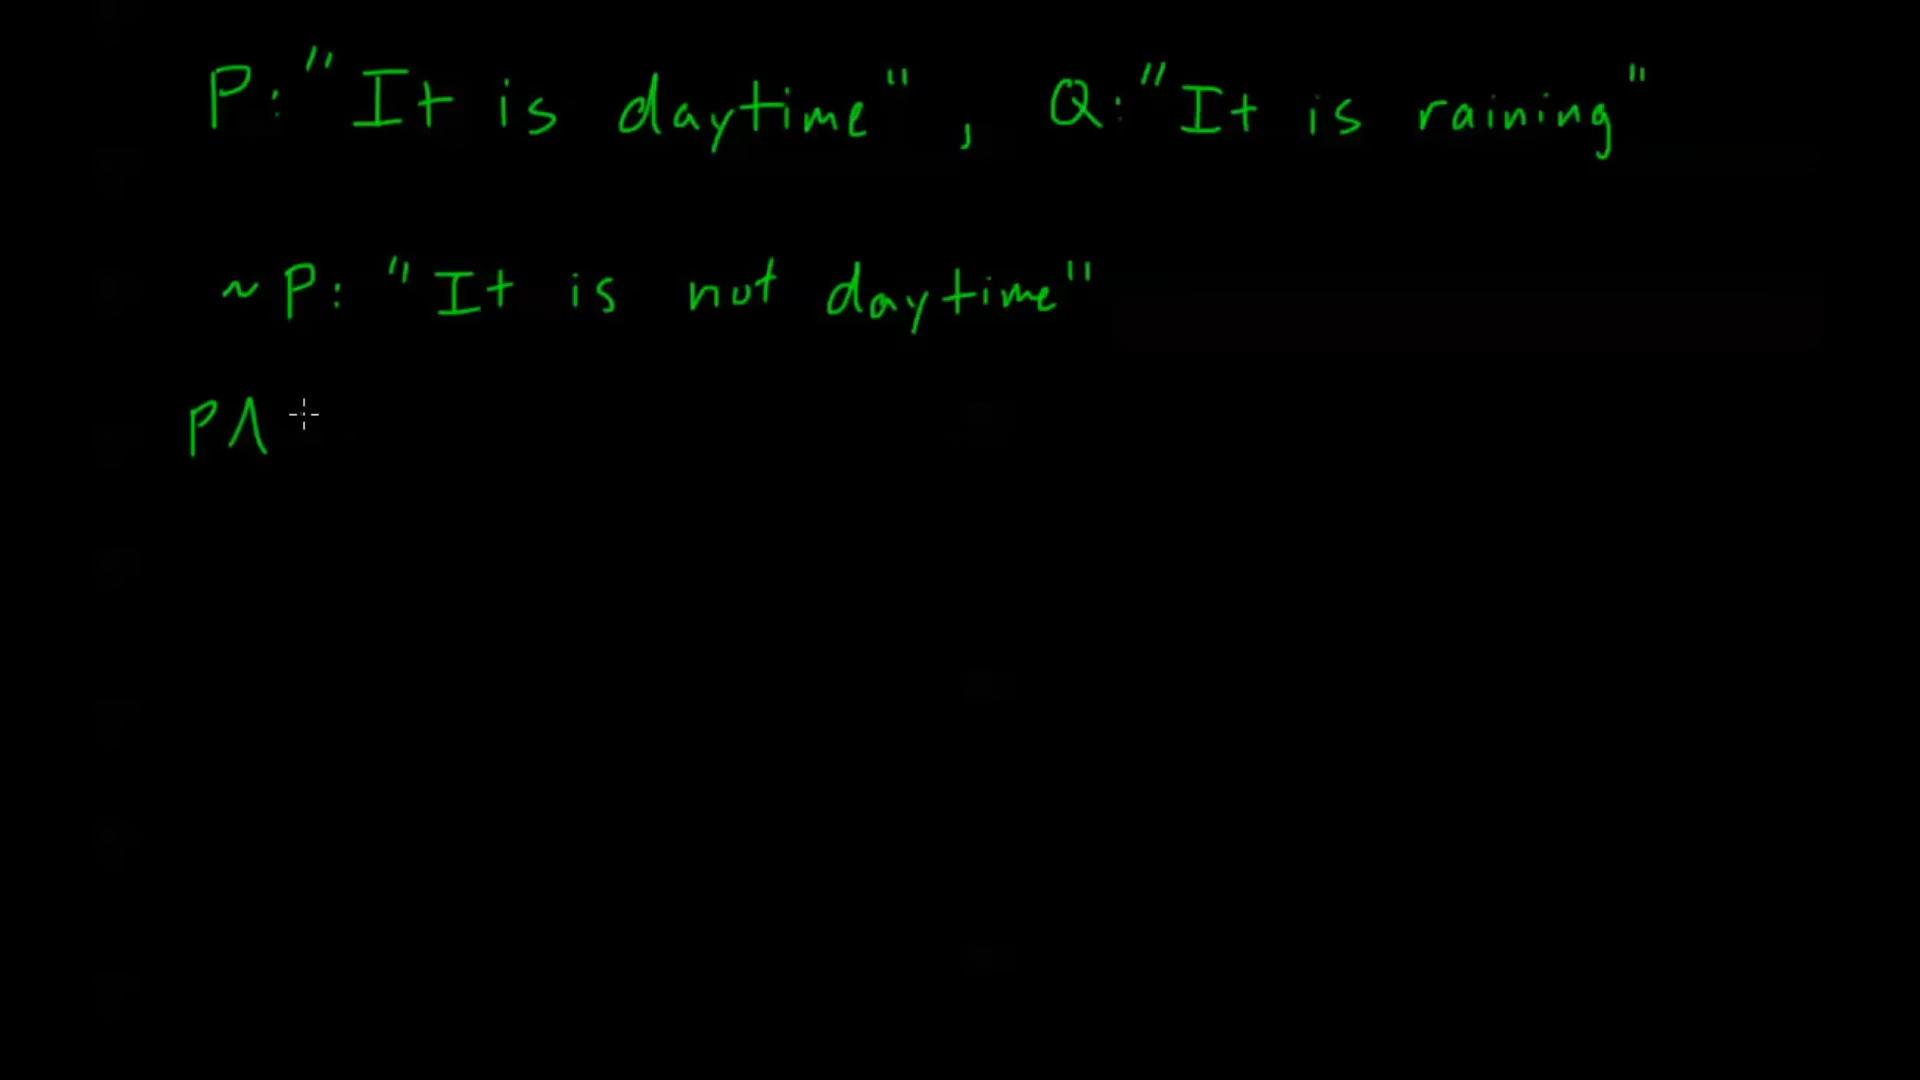 P: "It is daytime", Q: "It is raining"
~P: "It is not daytime"
P∧